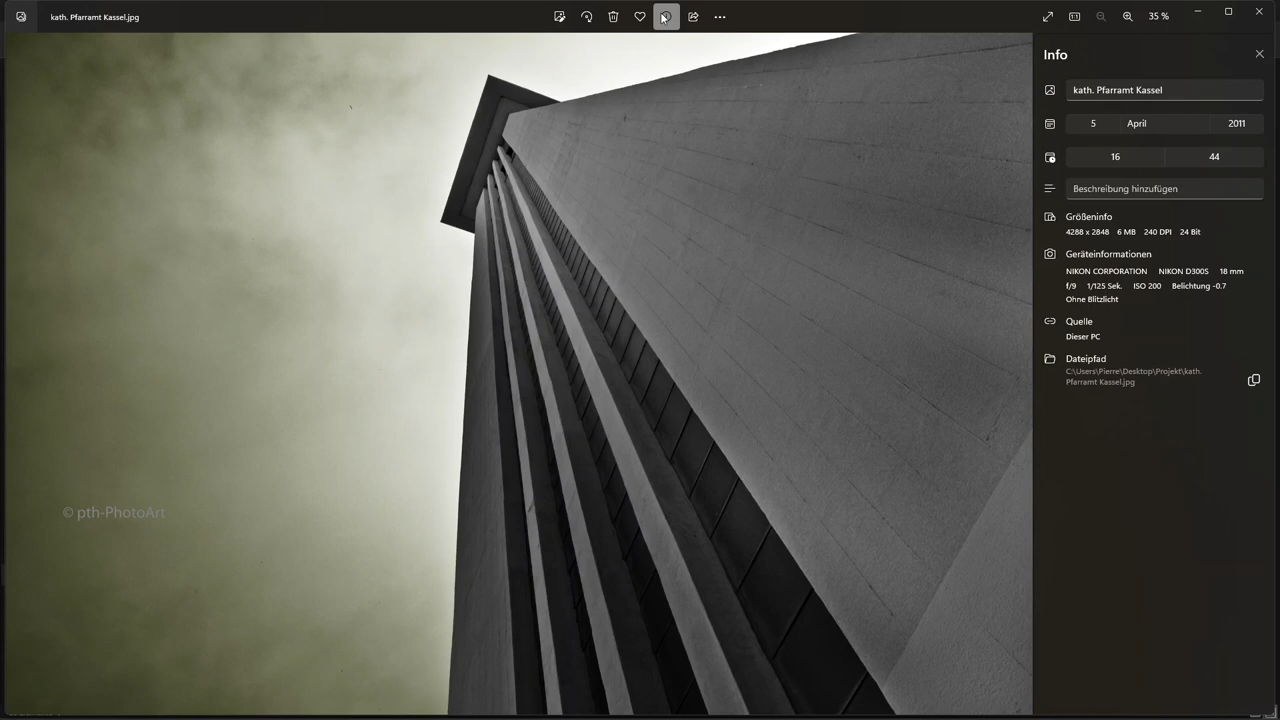 kath. Pfarramt Kassel.jpg
35 %
Info
kath. Pfarramt Kassel
5 April 2011
16 44
Beschreibung hinzufügen
Größeninfo
4288 x 2848 6 MB 240 DPI 24 Bit
Geräteinformationen
NIKON CORPORATION NIKON D300S 18 mm
f/9 1/125 Sek. ISO 200 Belichtung -0.7
Ohne Blitzlicht
Quelle
Dieser PC
Dateipfad
C:\Users\Pierre\Desktop\Projekt\kath.
Pfarramt Kassel.jpg
© pth-PhotoArt